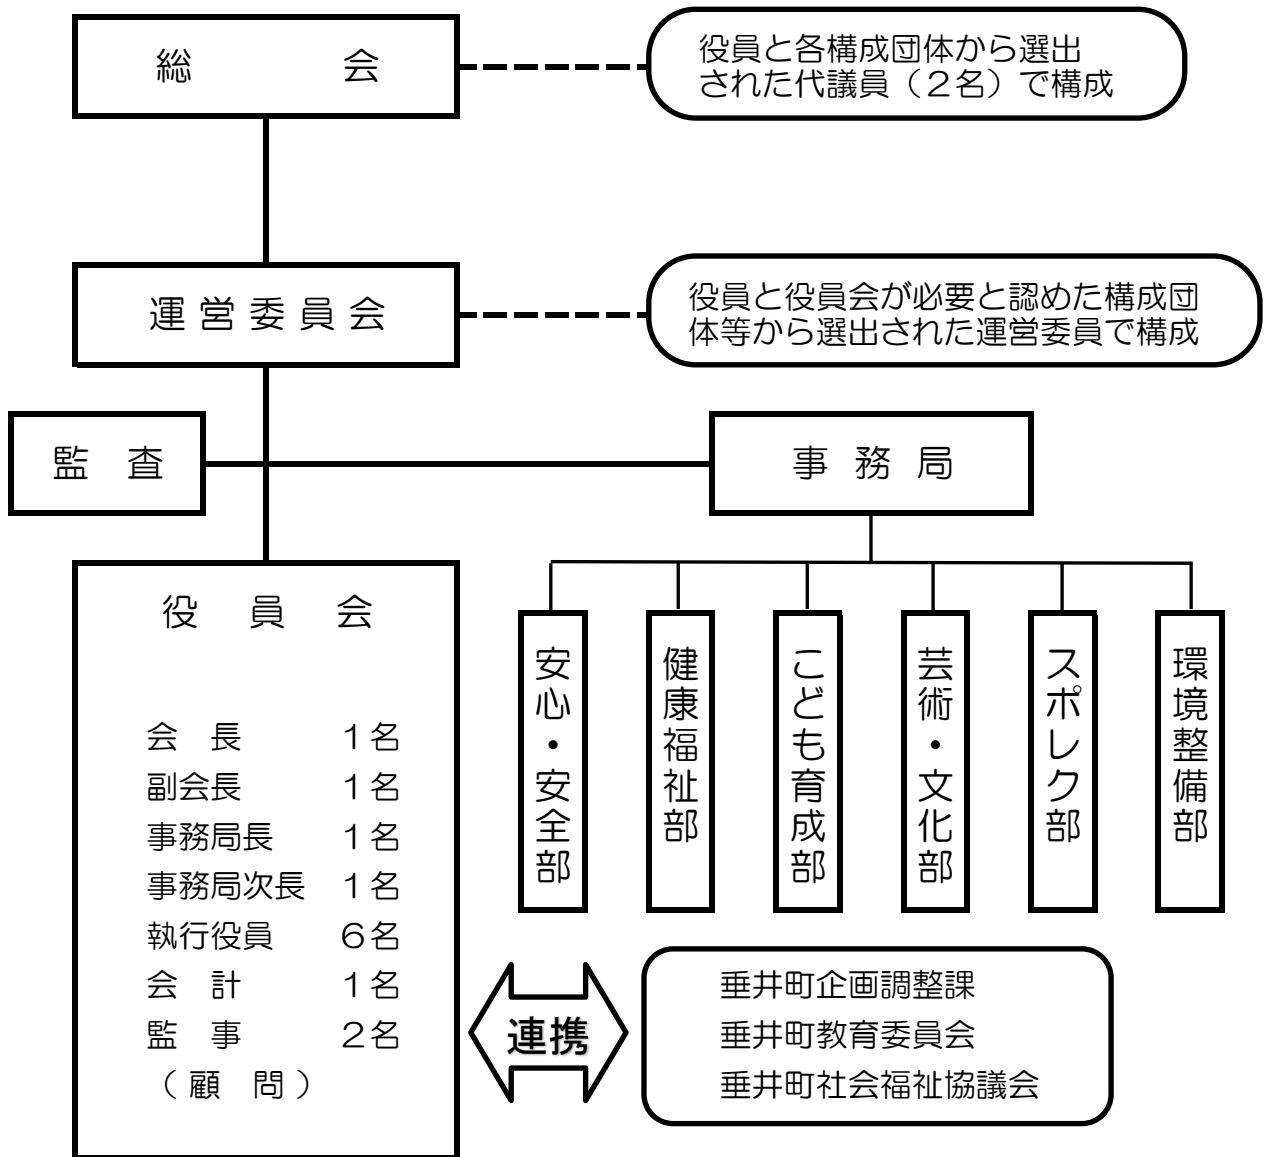 総　　会
役員と各構成団体から選出
された代議員（２名）で構成
運営委員会
役員と役員会が必要と認めた構成団
体等から選出された運営委員で構成
監　査
事務局
役　員　会
会　長　１名
副会長　１名
事務局長　１名
事務局次長　１名
執行役員　６名
会　計　１名
監　事　２名
（顧　問）
安心・安全部
健康福祉部
こども育成部
芸術・文化部
スポレク部
環境整備部
連携
垂井町企画調整課
垂井町教育委員会
垂井町社会福祉協議会